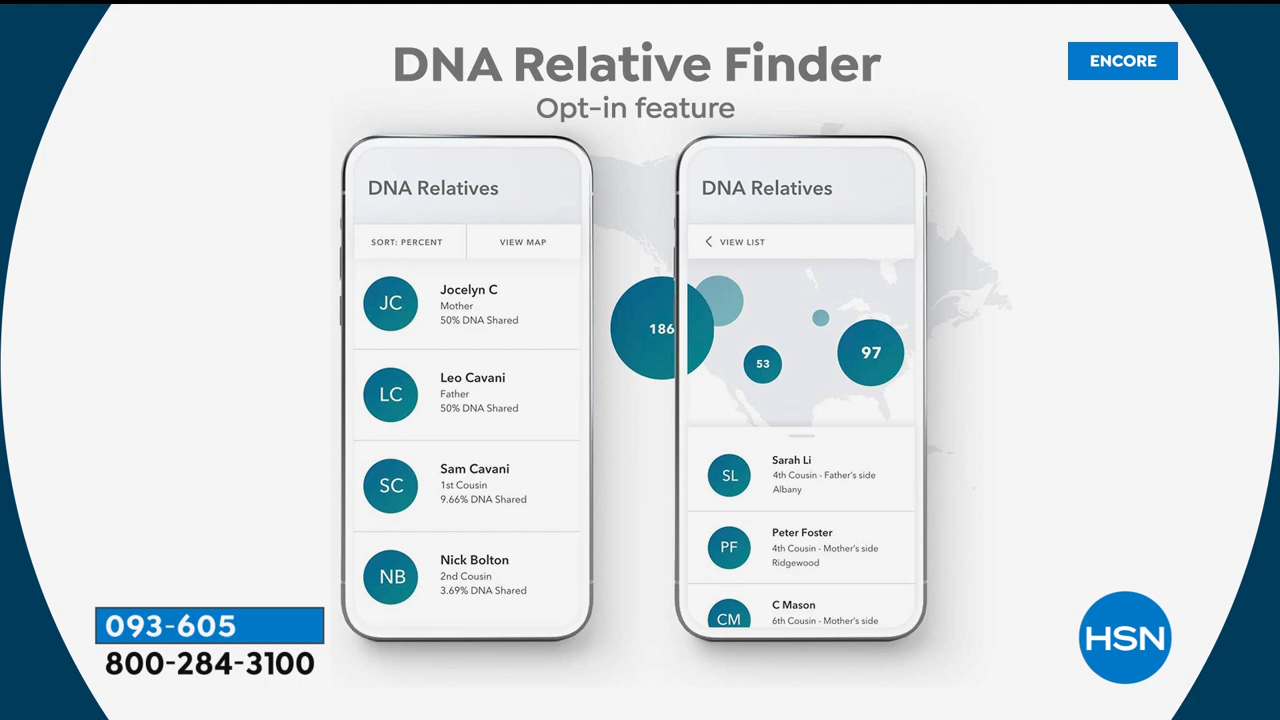 DNA Relative Finder
Opt-in feature
ENCORE
DNA Relatives
SORT: PERCENT
VIEW MAP
JC
Jocelyn C
Mother
50% DNA Shared
LC
Leo Cavani
Father
50% DNA Shared
SC
Sam Cavani
1st Cousin
9.66% DNA Shared
NB
Nick Bolton
2nd Cousin
3.69% DNA Shared
186
DNA Relatives
VIEW LIST
53
97
SL
Sarah Li
4th Cousin - Father's side
Albany
PF
Peter Foster
4th Cousin - Mother's side
Ridgewood
CM
C Mason
6th Cousin - Mother's side
093-605
800-284-3100
HSN